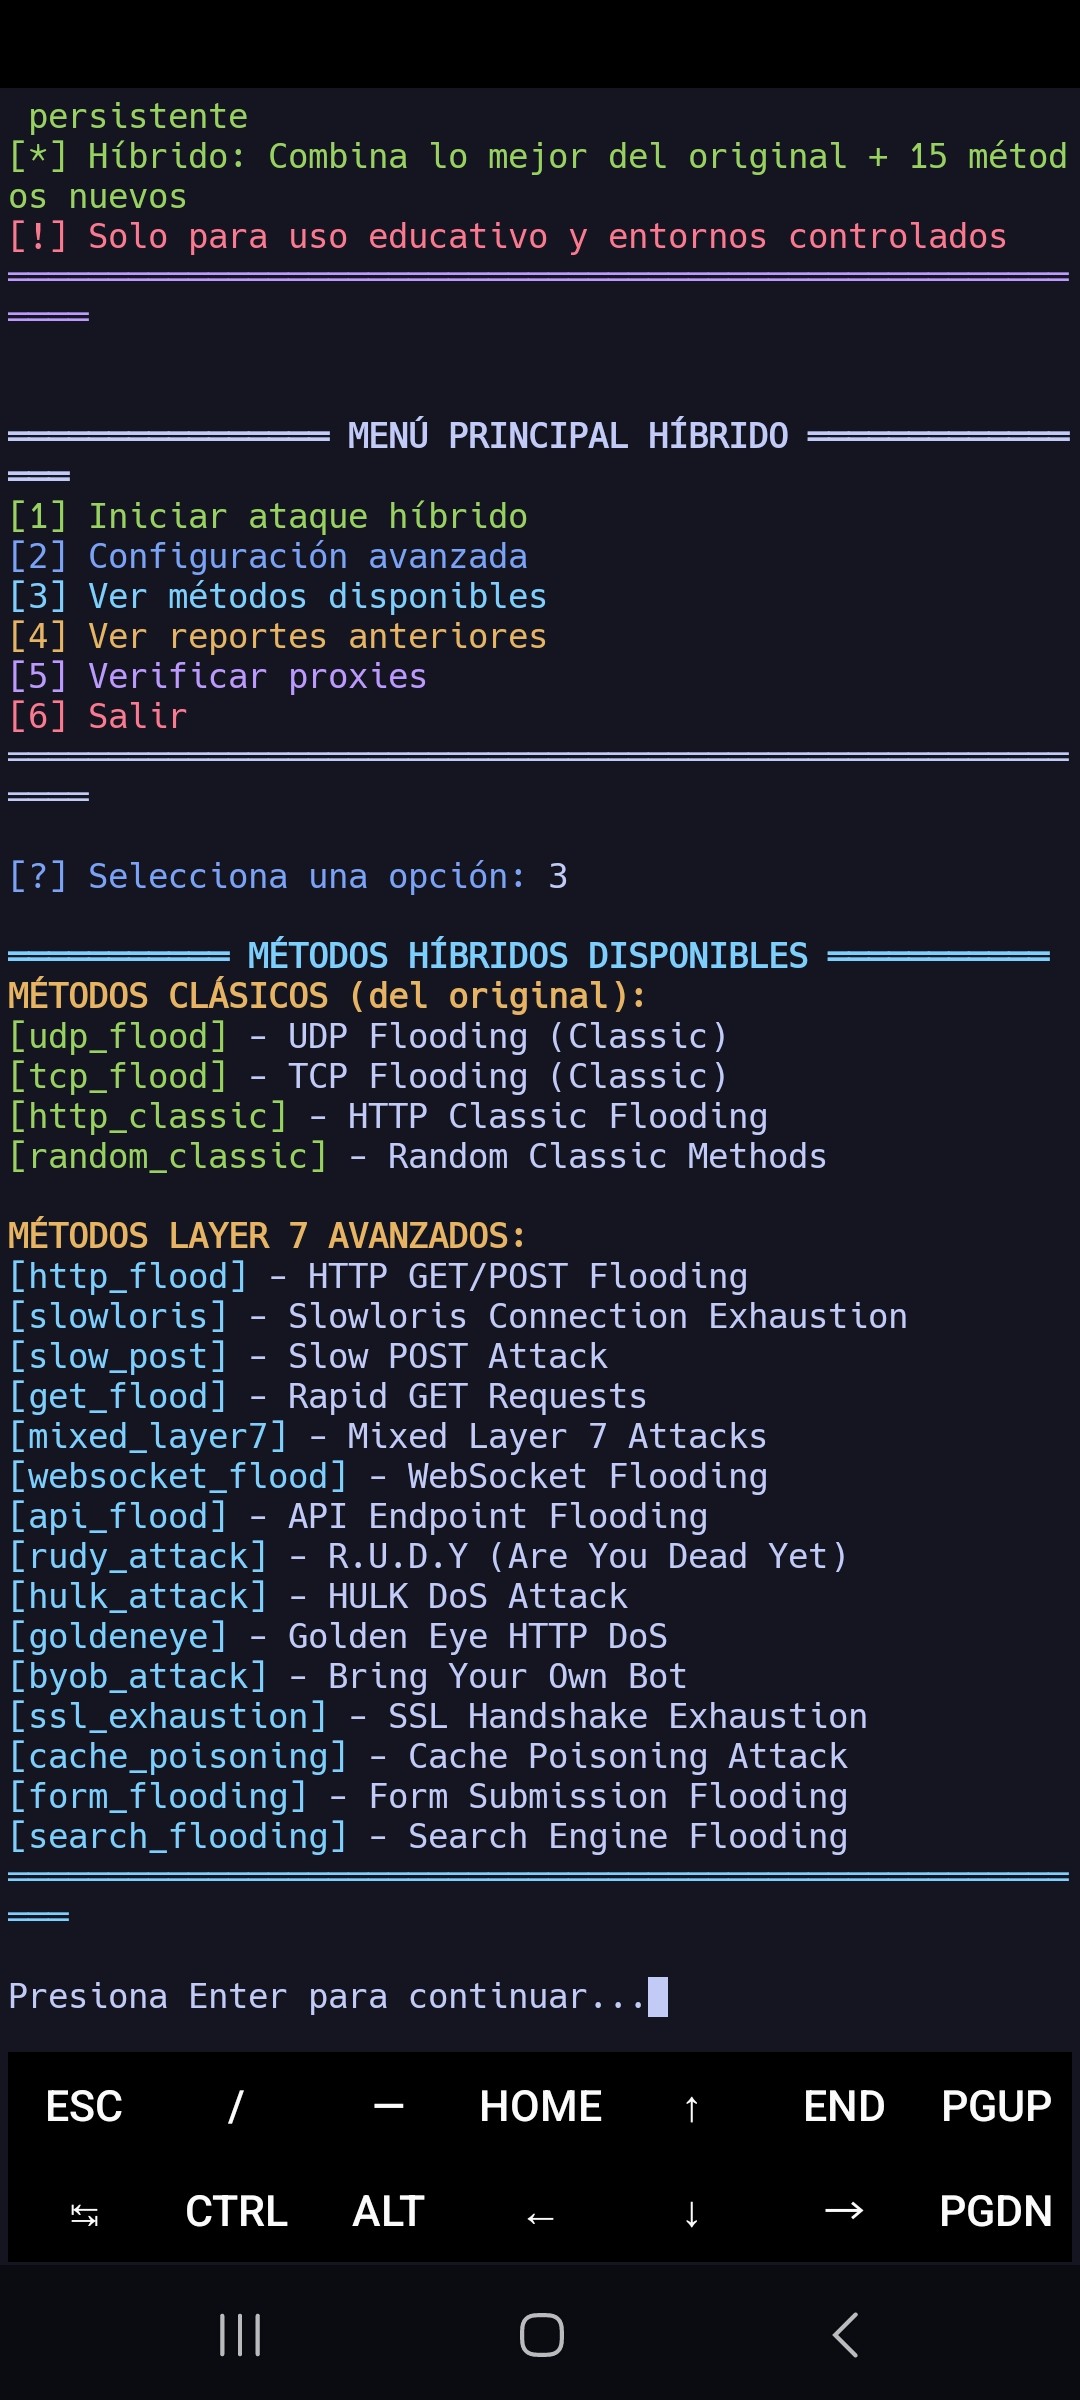 persistente
[*] Híbrido: Combina lo mejor del original + 15 métod
os nuevos
[!] Solo para uso educativo y entornos controlados
═════════════════════════════════════════════════════
════
════════════════ MENÚ PRINCIPAL HÍBRIDO ═════════════
═══
[1] Iniciar ataque híbrido
[2] Configuración avanzada
[3] Ver métodos disponibles
[4] Ver reportes anteriores
[5] Verificar proxies
[6] Salir
═════════════════════════════════════════════════════
════
[?] Selecciona una opción: 3
═══════════ MÉTODOS HÍBRIDOS DISPONIBLES ═══════════
MÉTODOS CLÁSICOS (del original):
[udp_flood] - UDP Flooding (Classic)
[tcp_flood] - TCP Flooding (Classic)
[http_classic] - HTTP Classic Flooding
[random_classic] - Random Classic Methods
MÉTODOS LAYER 7 AVANZADOS:
[http_flood] - HTTP GET/POST Flooding
[slowloris] - Slowloris Connection Exhaustion
[slow_post] - Slow POST Attack
[get_flood] - Rapid GET Requests
[mixed_layer7] - Mixed Layer 7 Attacks
[websocket_flood] - WebSocket Flooding
[api_flood] - API Endpoint Flooding
[rudy_attack] - R.U.D.Y (Are You Dead Yet)
[hulk_attack] - HULK DoS Attack
[goldeneye] - Golden Eye HTTP DoS
[byob_attack] - Bring Your Own Bot
[ssl_exhaustion] - SSL Handshake Exhaustion
[cache_poisoning] - Cache Poisoning Attack
[form_flooding] - Form Submission Flooding
[search_flooding] - Search Engine Flooding
═════════════════════════════════════════════════════
═══
Presiona Enter para continuar...
ESC / — HOME ↑ END PGUP
↹ CTRL ALT ← ↓ → PGDN